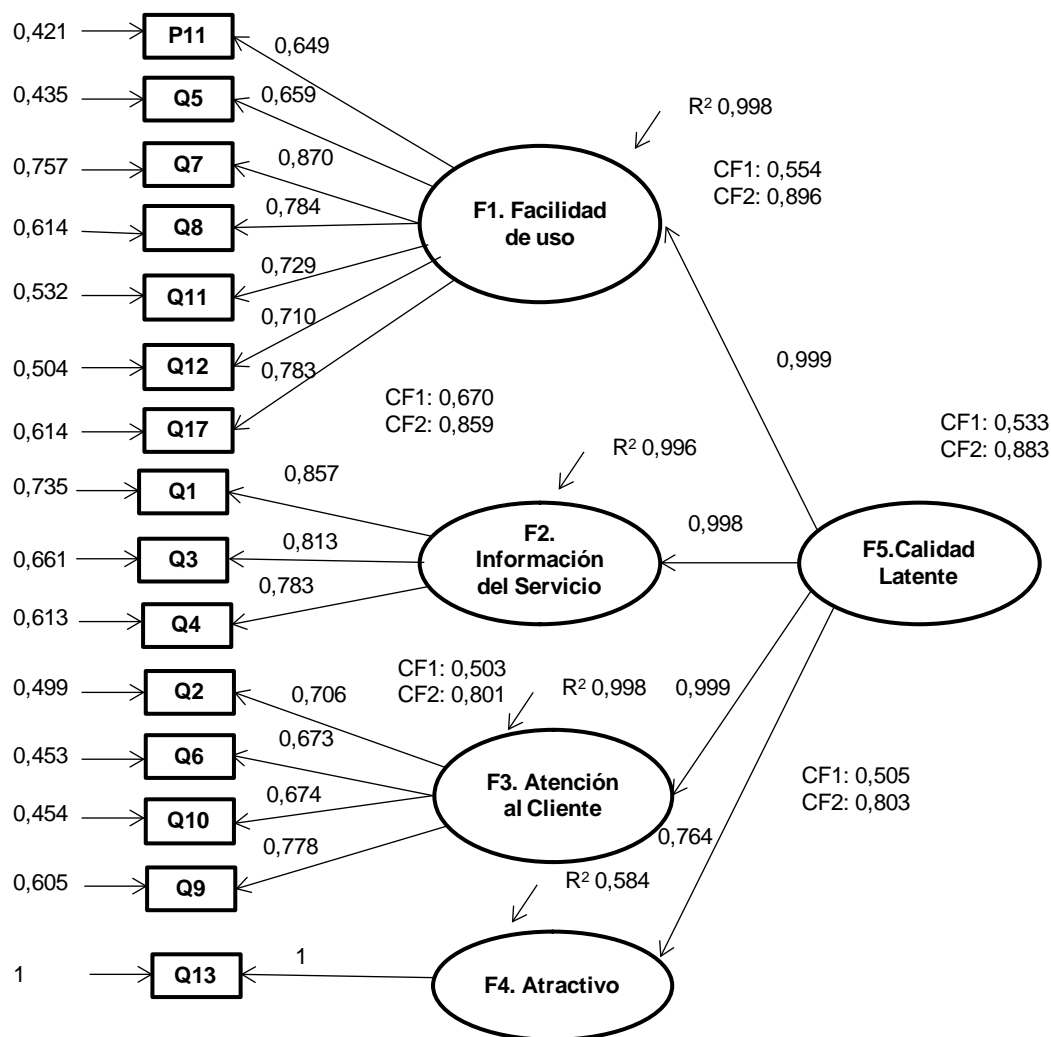 0,421
P11
0,649
0,435
Q5
0,659
R² 0,998
0,757
Q7
0,870
CF1: 0,554
CF2: 0,896
F1. Facilidad
de uso
0,614
Q8
0,784
0,532
Q11
0,729
0,710
0,504
Q12
0,783
0,999
CF1: 0,670
CF2: 0,859
0,614
Q17
CF1: 0,533
CF2: 0,883
R² 0,996
0,735
Q1
0,857
F2.
Información
del Servicio
0,998
F5.Calidad
Latente
0,661
Q3
0,813
0,613
Q4
0,783
CF1: 0,503
CF2: 0,801
R² 0,998
0,999
0,499
Q2
0,706
0,453
Q6
0,673
F3. Atención
al Cliente
CF1: 0,505
CF2: 0,803
0,454
Q10
0,674
0,764
0,605
Q9
0,778
R² 0,584
1
Q13
1
F4. Atractivo